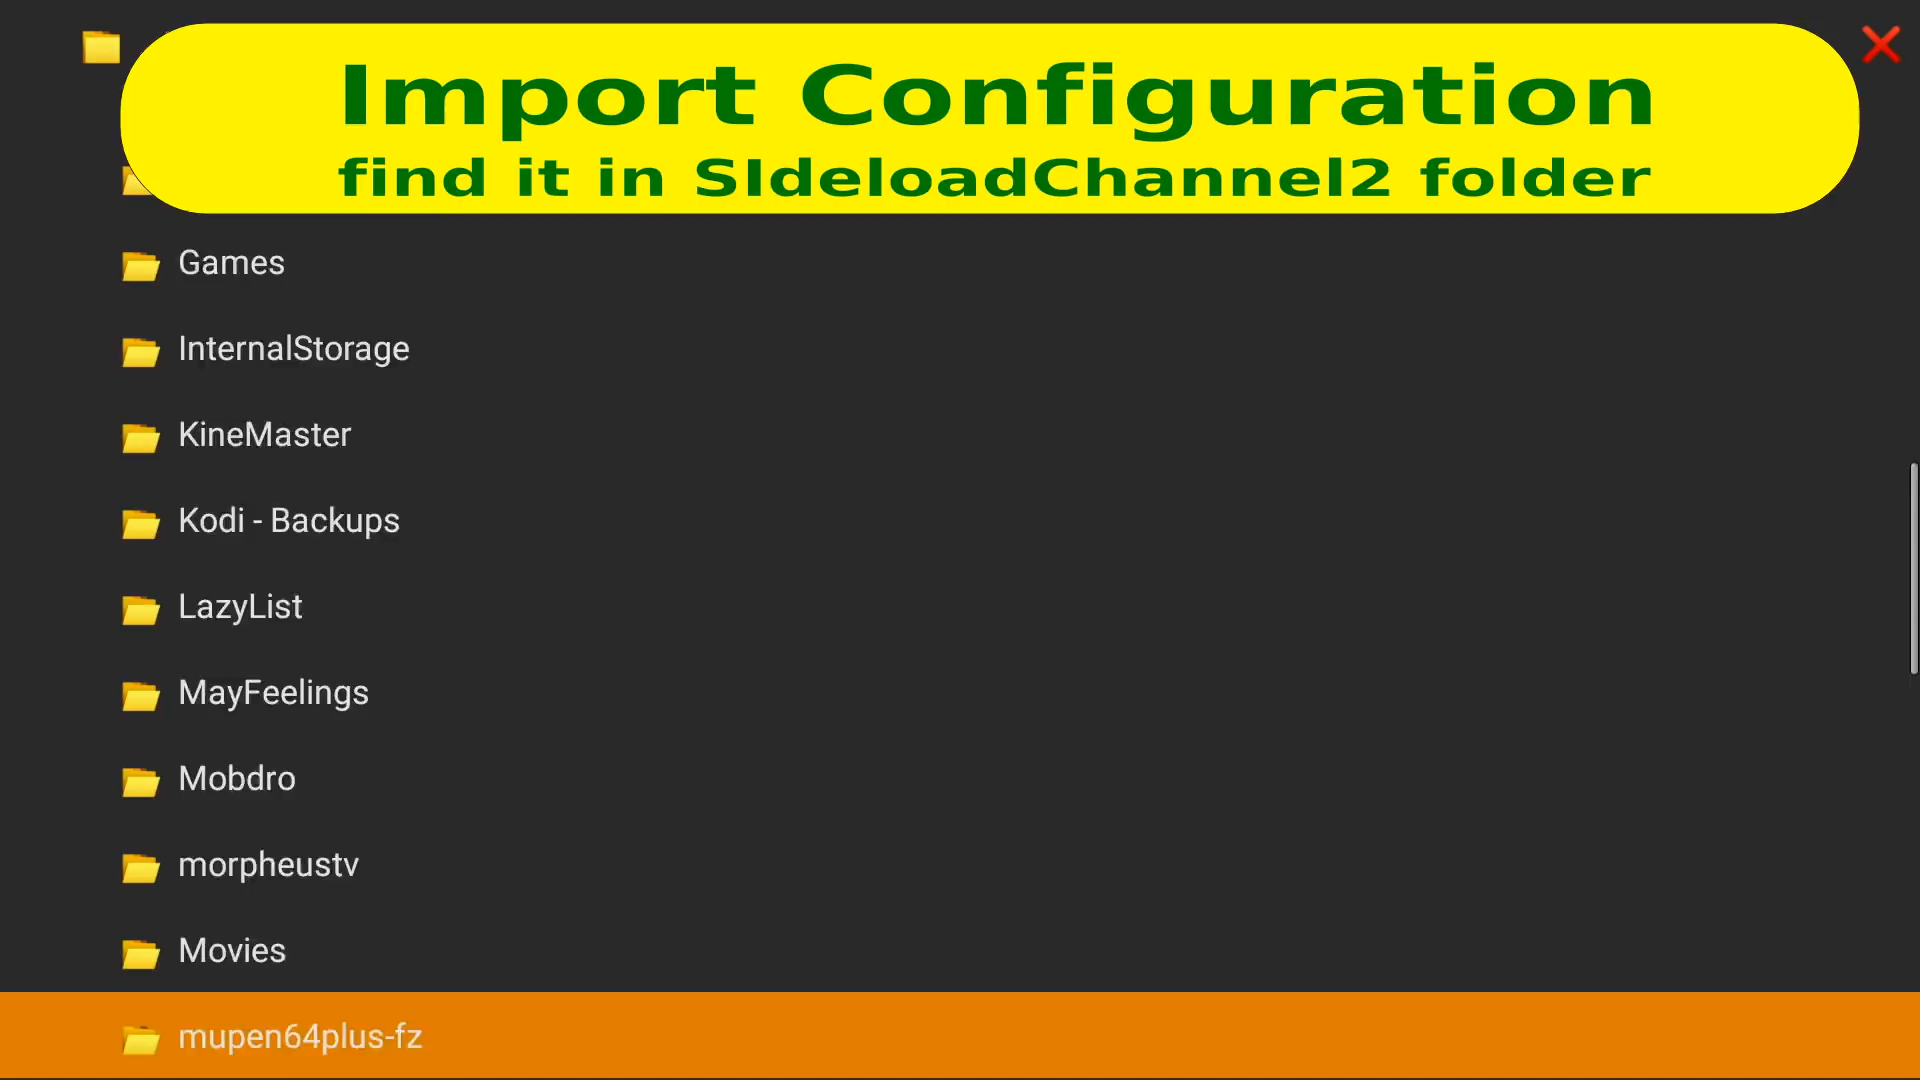 Import Configuration
find it in SIdeloadChannel2 folder
Games
InternalStorage
KineMaster
Kodi - Backups
LazyList
MayFeelings
Mobdro
morpheustv
Movies
mupen64plus-fz